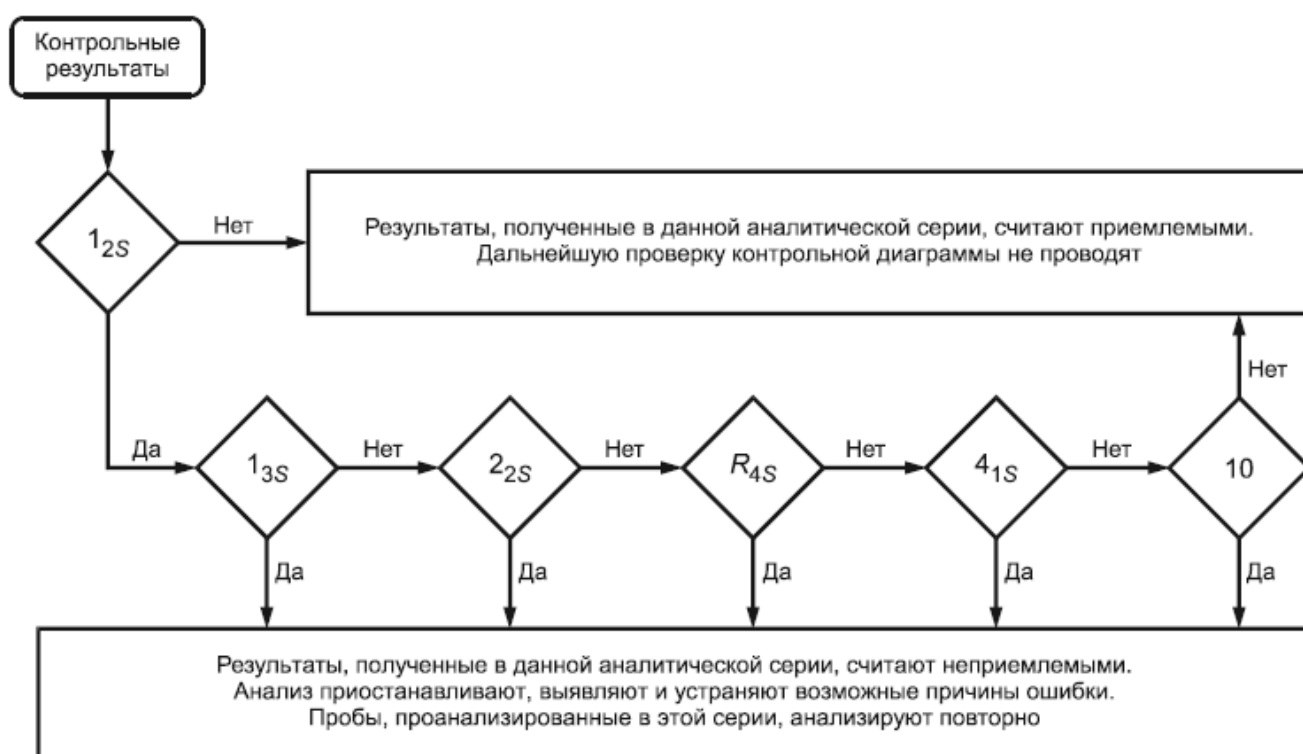 Контрольные
результаты
1₂S
Нет
Результаты, полученные в данной аналитической серии, считают приемлемыми.
Дальнейшую проверку контрольной диаграммы не проводят
Нет
Да
1₃S
Нет
2₂S
Нет
R₄S
Нет
4₁S
Нет
10
Да
Да
Да
Да
Да
Результаты, полученные в данной аналитической серии, считают неприемлемыми.
Анализ приостанавливают, выявляют и устраняют возможные причины ошибки.
Пробы, проанализированные в этой серии, анализируют повторно